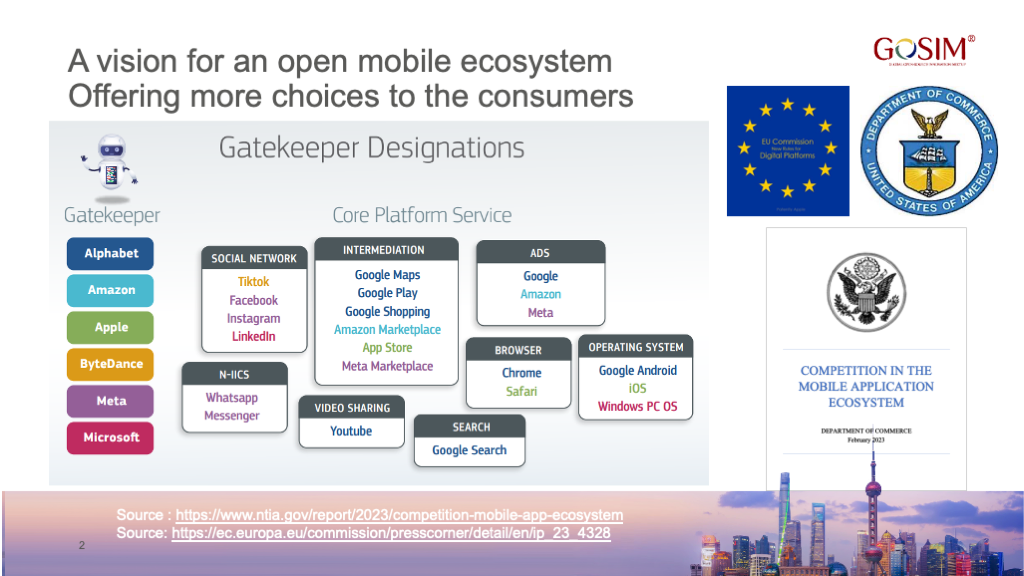 A vision for an open mobile ecosystem
Offering more choices to the consumers
GOSIM®
Gatekeeper Designations
Gatekeeper
Core Platform Service
Alphabet
Amazon
Apple
ByteDance
Meta
Microsoft
SOCIAL NETWORK
Tiktok
Facebook
Instagram
LinkedIn
INTERMEDIATION
Google Maps
Google Play
Google Shopping
Amazon Marketplace
App Store
Meta Marketplace
ADS
Google
Amazon
Meta
N-IICS
Whatsapp
Messenger
VIDEO SHARING
Youtube
BROWSER
Chrome
Safari
OPERATING SYSTEM
Google Android
iOS
Windows PC OS
SEARCH
Google Search
EU Commission
New Rules for
Digital Platforms
DEPARTMENT OF COMMERCE
UNITED STATES OF AMERICA
COMPETITION IN THE
MOBILE APPLICATION
ECOSYSTEM
DEPARTMENT OF COMMERCE
February 2023
Source : https://www.ntia.gov/report/2023/competition-mobile-app-ecosystem
Source: https://ec.europa.eu/commission/presscorner/detail/en/ip_23_4328
2